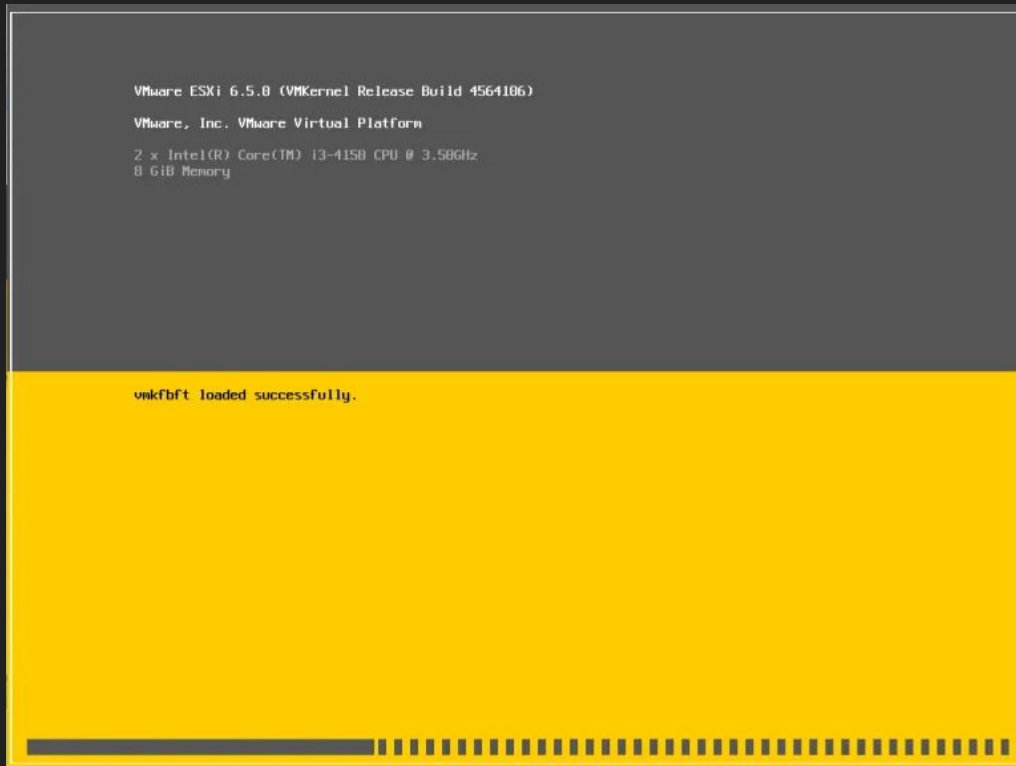 VMware ESXi 6.5.0 (VMKernel Release Build 4564106)
VMware, Inc. VMware Virtual Platform
2 x Intel(R) Core(TM) i3-4150 CPU @ 3.50GHz
8 GiB Memory
vmkfbft loaded successfully.